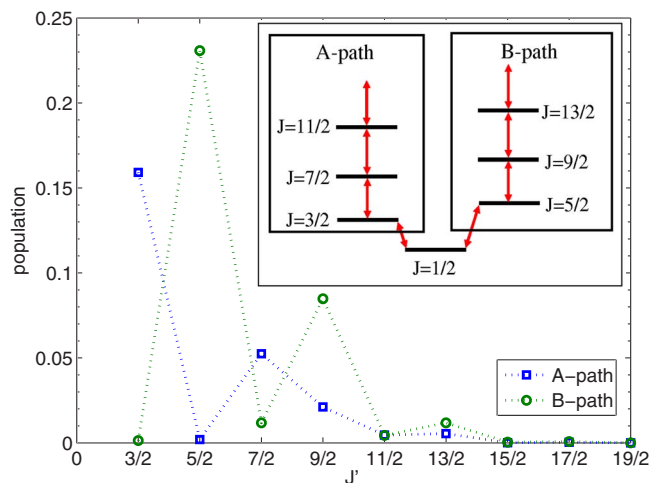 0.25
0.2
0.15
0.1
0.05
0
population
0 3/2 5/2 7/2 9/2 11/2 13/2 15/2 17/2 19/2
J'
A-path
J=11/2
J=7/2
J=3/2
B-path
J=13/2
J=9/2
J=5/2
J=1/2
A-path
B-path